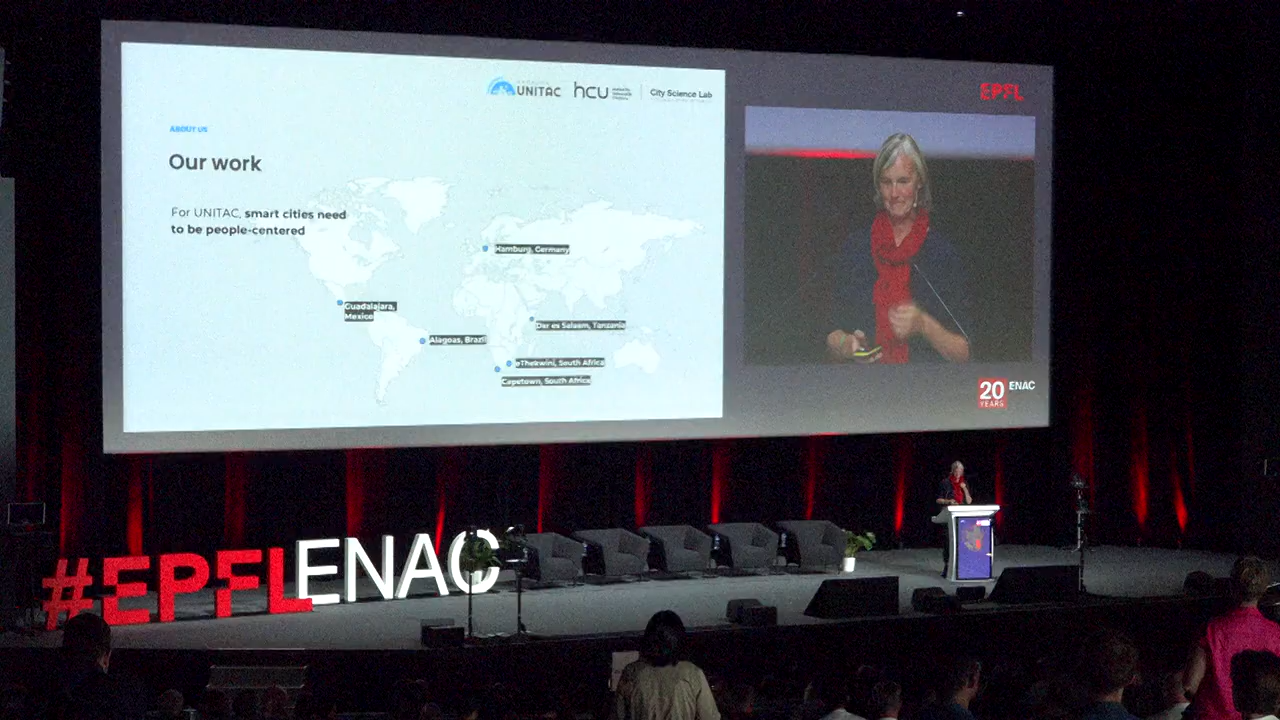 UNITAC
hcu
City Science Lab
EPFL
ABOUT US
Our work
For UNITAC, smart cities need
to be people-centered
Hamburg, Germany
Guadalajara,
Mexico
Dar es Salaam, Tanzania
Alagoas, Brazil
eThekwini, South Africa
Capetown, South Africa
20
YEARS
ENAC
#EPFLENAC